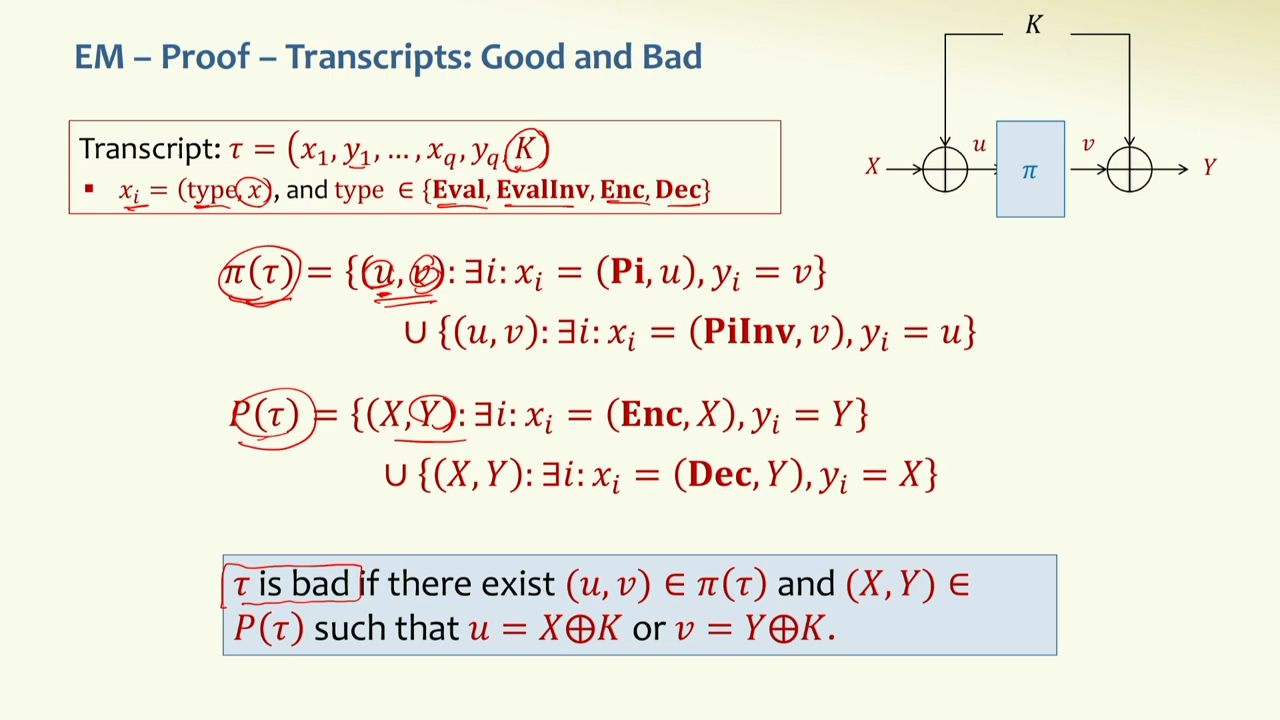 EM – Proof – Transcripts: Good and Bad
K
X
u
π
v
Y
Transcript: τ = (x₁, y₁, … , x_q, y_q, K)
▪ x_i = (type, x), and type ∈ {Eval, EvalInv, Enc, Dec}
π(τ) = {(u, v): ∃i: x_i = (Pi, u), y_i = v}
∪ {(u, v): ∃i: x_i = (PiInv, v), y_i = u}
P(τ) = {(X, Y): ∃i: x_i = (Enc, X), y_i = Y}
∪ {(X, Y): ∃i: x_i = (Dec, Y), y_i = X}
τ is bad if there exist (u, v) ∈ π(τ) and (X, Y) ∈
P(τ) such that u = X⊕K or v = Y⊕K.